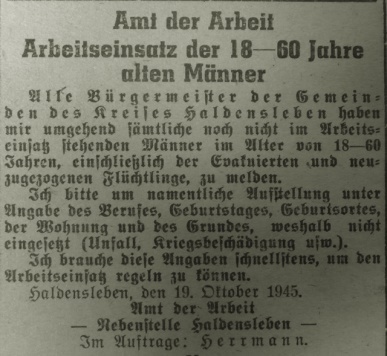 Amt der Arbeit
Arbeitseinsatz der 18—60 Jahre
alten Männer
Alle Bürgermeister der Gemein-
den des Kreises Haldensleben haben
mir umgehend sämtliche noch nicht im Arbeits-
einsatz stehenden Männer im Alter von 18—60
Jahren, einschließlich der Evakuierten und neu-
zugezogenen Flüchtlinge, zu melden.
Ich bitte um namentliche Aufstellung unter
Angabe des Berufes, Geburtstages, Geburtsortes,
der Wohnung und des Grundes, weshalb nicht
eingesetzt (Unfall, Kriegsbeschädigung usw.).
Ich brauche diese Angaben schnellstens, um den
Arbeitseinsatz regeln zu können.
Haldensleben, den 19. Oktober 1945.
Amt der Arbeit
— Nebenstelle Haldensleben —
Im Auftrage: Herrmann.